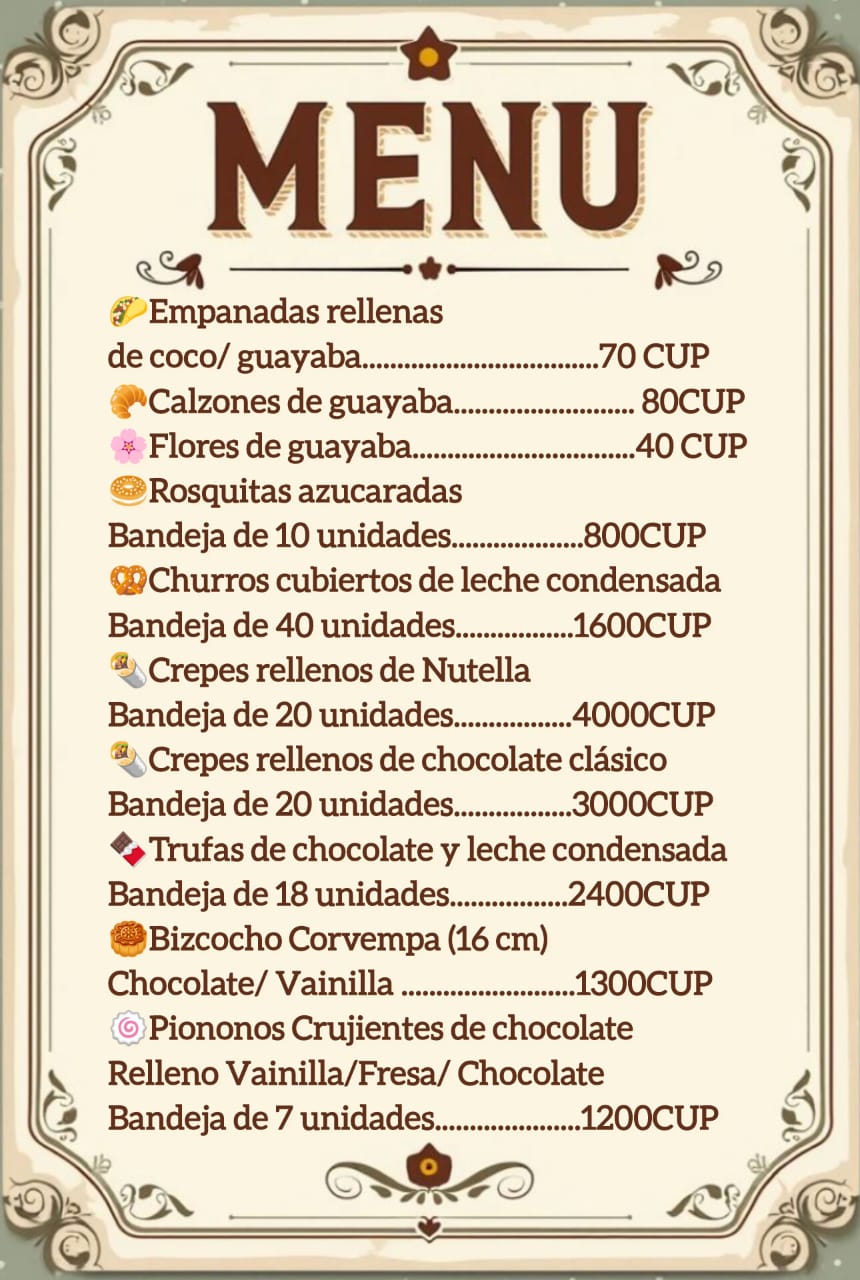 MENU
🌮Empanadas rellenas
de coco/ guayaba..................................70 CUP
🥐Calzones de guayaba.......................... 80CUP
🌸Flores de guayaba................................40 CUP
🥯Rosquitas azucaradas
Bandeja de 10 unidades...................800CUP
🥨Churros cubiertos de leche condensada
Bandeja de 40 unidades.................1600CUP
🌯Crepes rellenos de Nutella
Bandeja de 20 unidades.................4000CUP
🌯Crepes rellenos de chocolate clásico
Bandeja de 20 unidades.................3000CUP
🍫Trufas de chocolate y leche condensada
Bandeja de 18 unidades.................2400CUP
🥮Bizcocho Corvempa (16 cm)
Chocolate/ Vainilla .........................1300CUP
🍥Piononos Crujientes de chocolate
Relleno Vainilla/Fresa/ Chocolate
Bandeja de 7 unidades.....................1200CUP